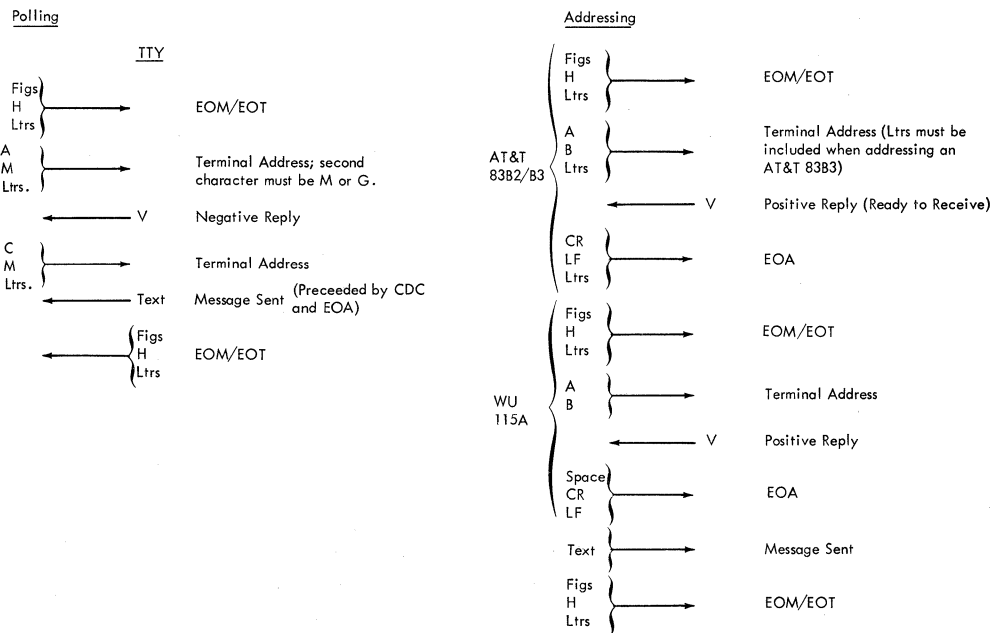 Polling
TTY
Figs
H
Ltrs
EOM/EOT
A
M
Ltrs.
Terminal Address; second
character must be M or G.
V
Negative Reply
C
M
Ltrs.
Terminal Address
Text
Message Sent
(Preceeded by CDC
and EOA)
Figs
H
Ltrs
EOM/EOT
Addressing
AT&T
83B2/B3
Figs
H
Ltrs
EOM/EOT
A
B
Ltrs
Terminal Address (Ltrs must be
included when addressing an
AT&T 83B3)
V
Positive Reply (Ready to Receive)
CR
LF
Ltrs
EOA
WU
115A
Figs
H
Ltrs
EOM/EOT
A
B
Terminal Address
V
Positive Reply
Space
CR
LF
EOA
Text
Message Sent
Figs
H
Ltrs
EOM/EOT